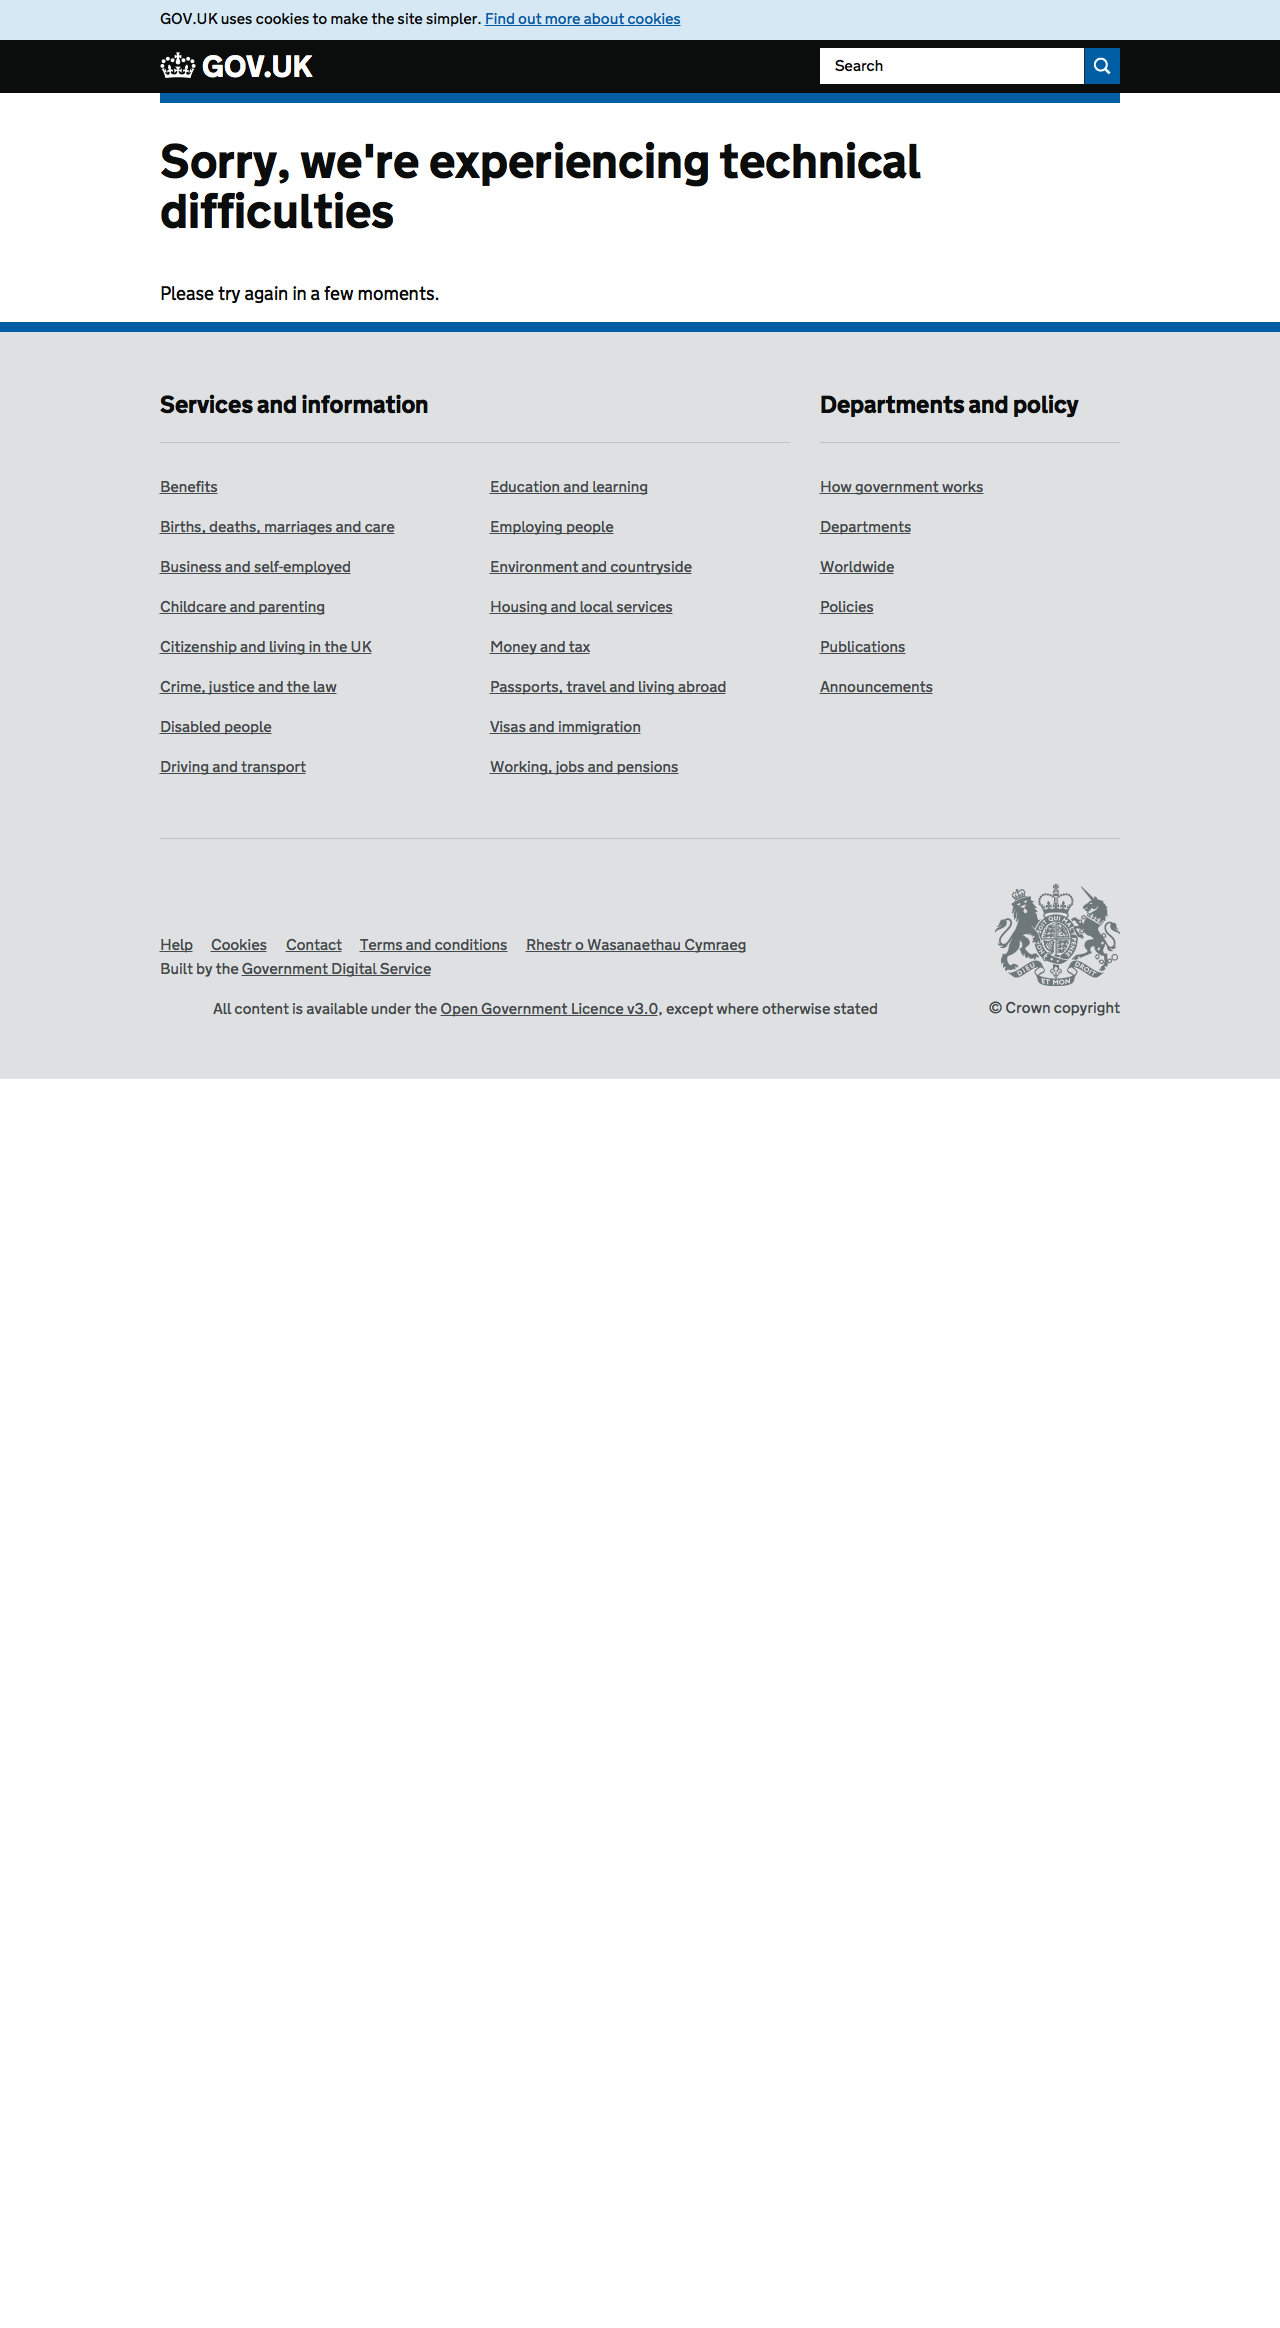 GOV.UK uses cookies to make the site simpler. Find out more about cookies
GOV.UK
Search
Sorry, we're experiencing technical
difficulties
Please try again in a few moments.
Services and information
Benefits
Births, deaths, marriages and care
Business and self-employed
Childcare and parenting
Citizenship and living in the UK
Crime, justice and the law
Disabled people
Driving and transport
Education and learning
Employing people
Environment and countryside
Housing and local services
Money and tax
Passports, travel and living abroad
Visas and immigration
Working, jobs and pensions
Departments and policy
How government works
Departments
Worldwide
Policies
Publications
Announcements
Help Cookies Contact Terms and conditions Rhestr o Wasanaethau Cymraeg
Built by the Government Digital Service
All content is available under the Open Government Licence v3.0, except where otherwise stated
DIEU ET MON DROIT
© Crown copyright